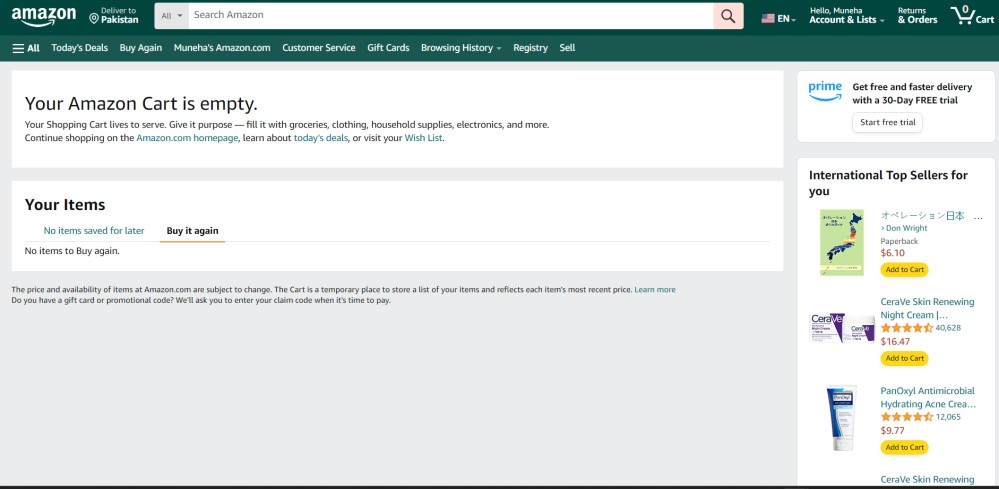 amazon
Deliver to
Pakistan
All
Search Amazon
EN
Hello, Muneha
Account & Lists
Returns
& Orders
0
Cart
All
Today's Deals
Buy Again
Muneha's Amazon.com
Customer Service
Gift Cards
Browsing History
Registry
Sell
Your Amazon Cart is empty.
Your Shopping Cart lives to serve. Give it purpose — fill it with groceries, clothing, household supplies, electronics, and more.
Continue shopping on the Amazon.com homepage, learn about today's deals, or visit your Wish List.
Your Items
No items saved for later
Buy it again
No items to Buy again.
The price and availability of items at Amazon.com are subject to change. The Cart is a temporary place to store a list of your items and reflects each item's most recent price. Learn more
Do you have a gift card or promotional code? We'll ask you to enter your claim code when it's time to pay.
prime
Get free and faster delivery
with a 30-Day FREE trial
Start free trial
International Top Sellers for
you
オペレーション日本 ...
› Don Wright
Paperback
$6.10
Add to Cart
CeraVe
CeraVe Skin Renewing
Night Cream |...
40,628
$16.47
Add to Cart
PanOxyl
PanOxyl Antimicrobial
Hydrating Acne Crea...
12,065
$9.77
Add to Cart
CeraVe Skin Renewing